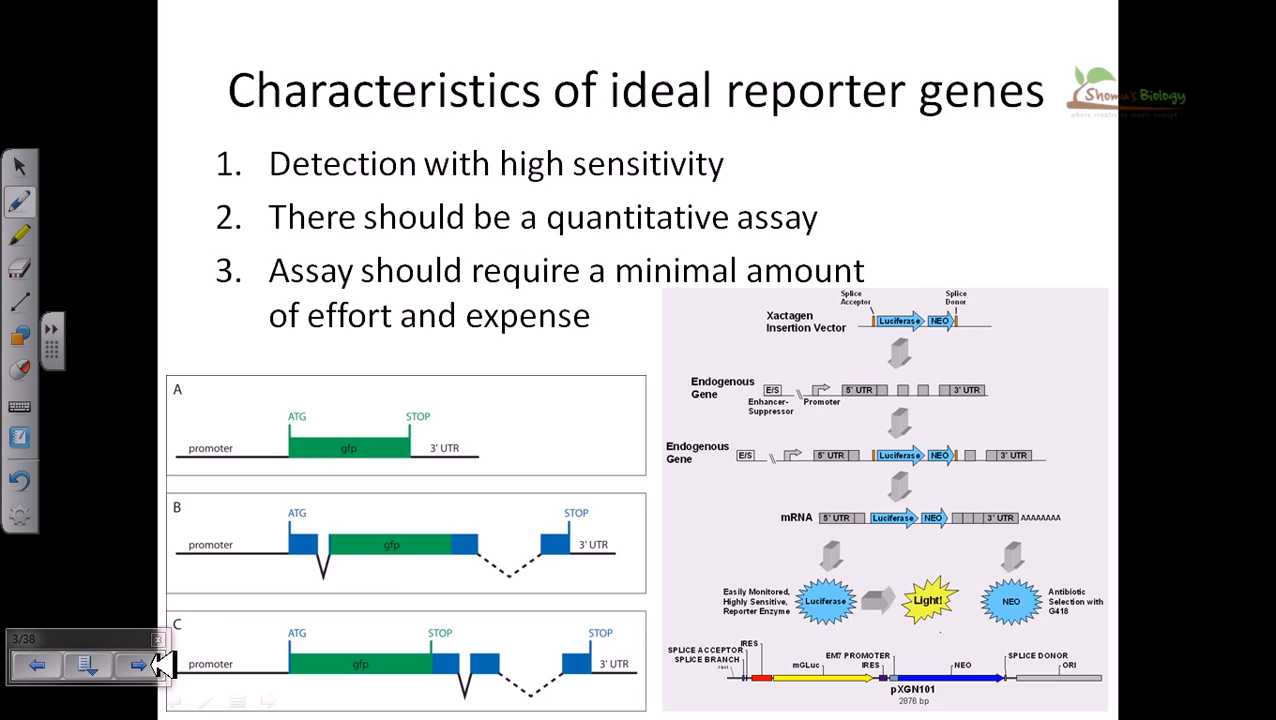 Characteristics of ideal reporter genes
Shomu's Biology
1. Detection with high sensitivity
2. There should be a quantitative assay
3. Assay should require a minimal amount
of effort and expense
A
ATG
STOP
promoter
gfp
3' UTR
B
ATG
STOP
promoter
gfp
3' UTR
C
ATG
STOP
STOP
promoter
gfp
3' UTR
Splice
Acceptor
Splice
Donor
Xactagen
Insertion Vector
Luciferase
NEO
Endogenous
Gene
E/S
5' UTR
3' UTR
Enhancer-
Suppressor
Promoter
Endogenous
Gene
E/S
5' UTR
Luciferase
NEO
3' UTR
mRNA
5' UTR
Luciferase
NEO
3' UTR
AAAAAAAA
Easily Monitored,
Highly Sensitive,
Reporter Enzyme
Luciferase
Light!
NEO
Antibiotic
Selection with
G418
SPLICE ACCEPTOR
SPLICE BRANCH
IRES
mGLuc
EM7 PROMOTER
IRES
NEO
SPLICE DONOR
ORI
pXGN101
2876 bp
3/38